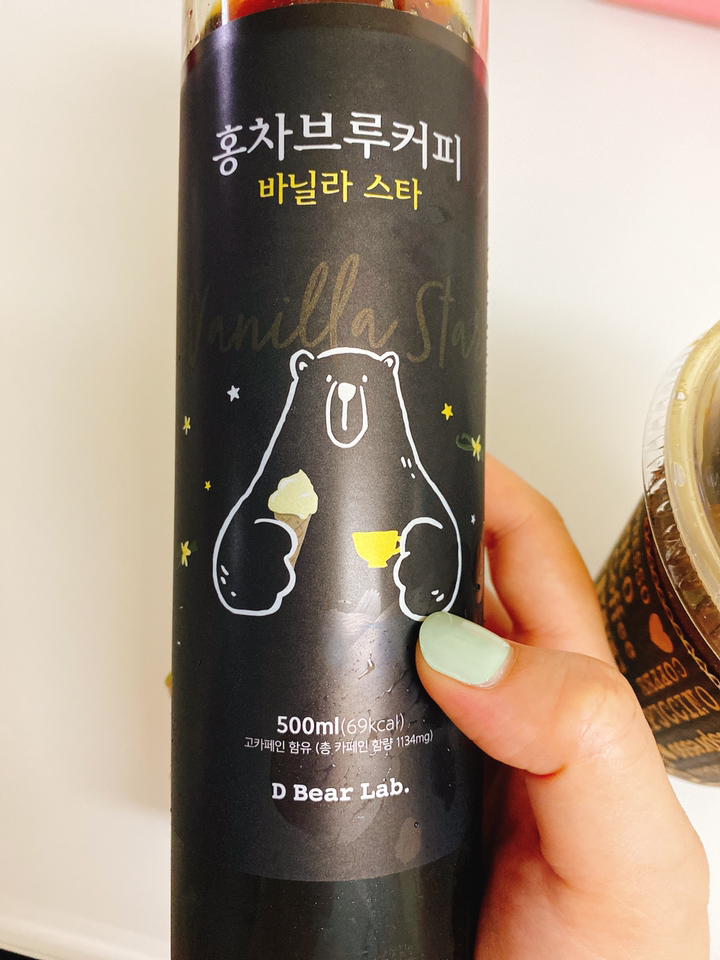 홍차브루커피
바닐라 스타
Vanilla Star
500ml(69kcal)
고카페인 함유 (총 카페인 함량 1134mg)
D Bear Lab.
COFFEE